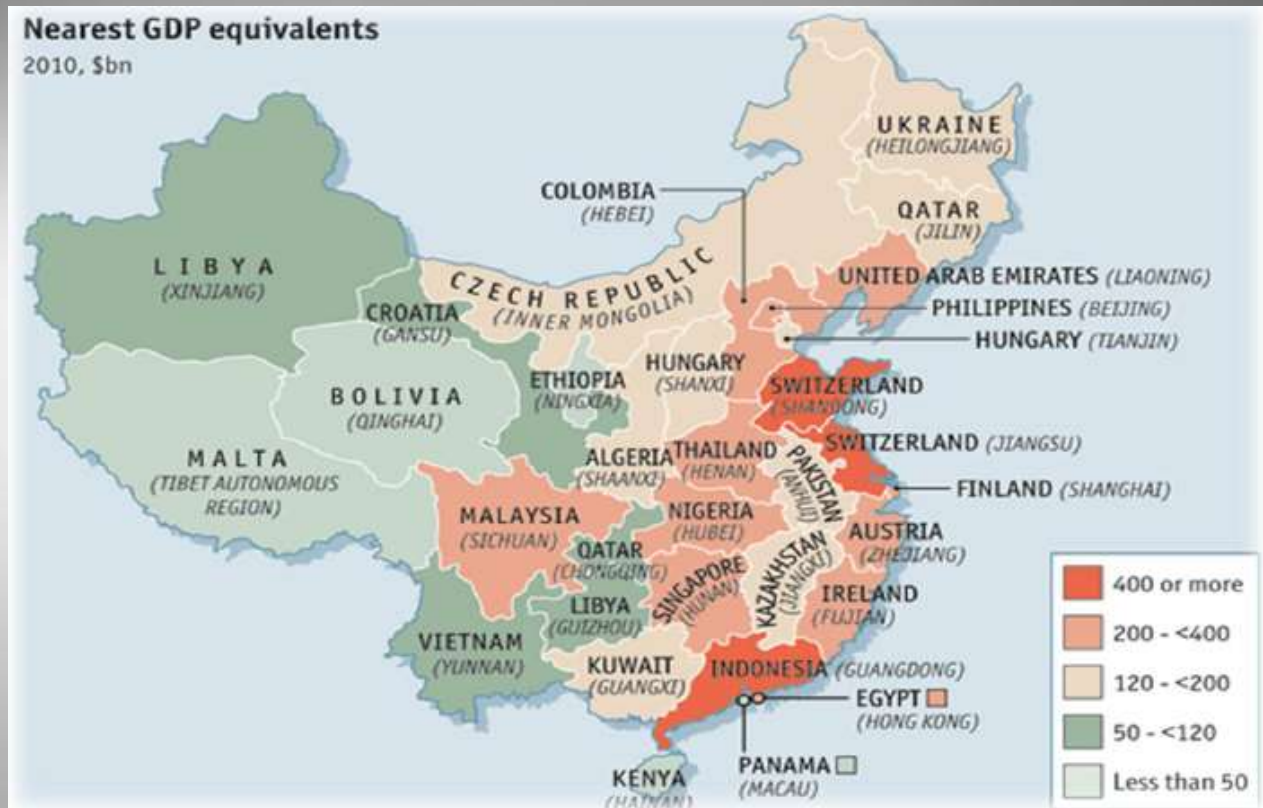 Nearest GDP equivalents
2010, $bn
UKRAINE
(HEILONGJIANG)
COLOMBIA
(HEBEI)
QATAR
(JILIN)
LIBYA
(XINJIANG)
CZECH REPUBLIC
(INNER MONGOLIA)
UNITED ARAB EMIRATES (LIAONING)
CROATIA
(GANSU)
PHILIPPINES (BEIJING)
HUNGARY (TIANJIN)
HUNGARY
(SHANXI)
ETHIOPIA
(NINGXIA)
SWITZERLAND
(SHANDONG)
BOLIVIA
(QINGHAI)
SWITZERLAND (JIANGSU)
MALTA
(TIBET AUTONOMOUS
REGION)
ALGERIA
(SHAANXI)
THAILAND
(HENAN)
PAKISTAN
(ANHUI)
FINLAND (SHANGHAI)
MALAYSIA
(SICHUAN)
NIGERIA
(HUBEI)
AUSTRIA
(ZHEJIANG)
QATAR
(CHONGQING)
SINGAPORE
(HUNAN)
KAZAKHSTAN
(JIANGXI)
IRELAND
(FUJIAN)
LIBYA
(GUIZHOU)
VIETNAM
(YUNNAN)
KUWAIT
(GUANGXI)
INDONESIA (GUANGDONG)
EGYPT
(HONG KONG)
PANAMA
(MACAU)
KENYA
(HAINAN)
400 or more
200 - <400
120 - <200
50 - <120
Less than 50